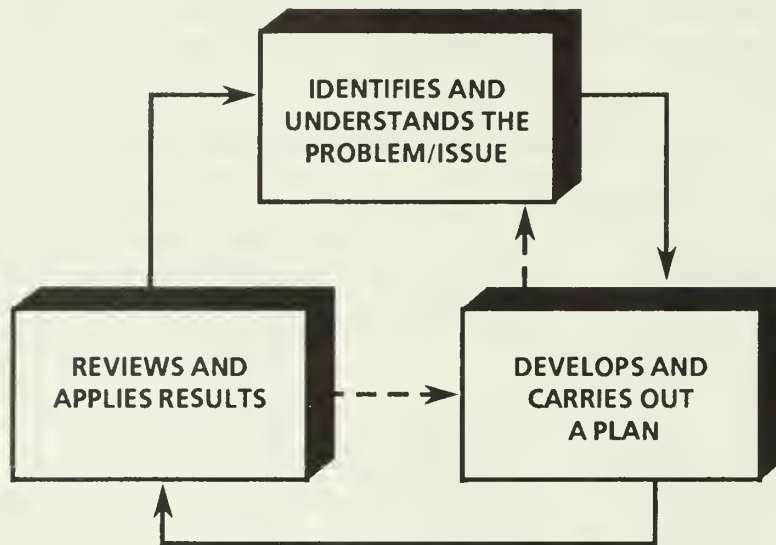 IDENTIFIES AND
UNDERSTANDS THE
PROBLEM/ISSUE
REVIEWS AND
APPLIES RESULTS
DEVELOPS AND
CARRIES OUT
A PLAN